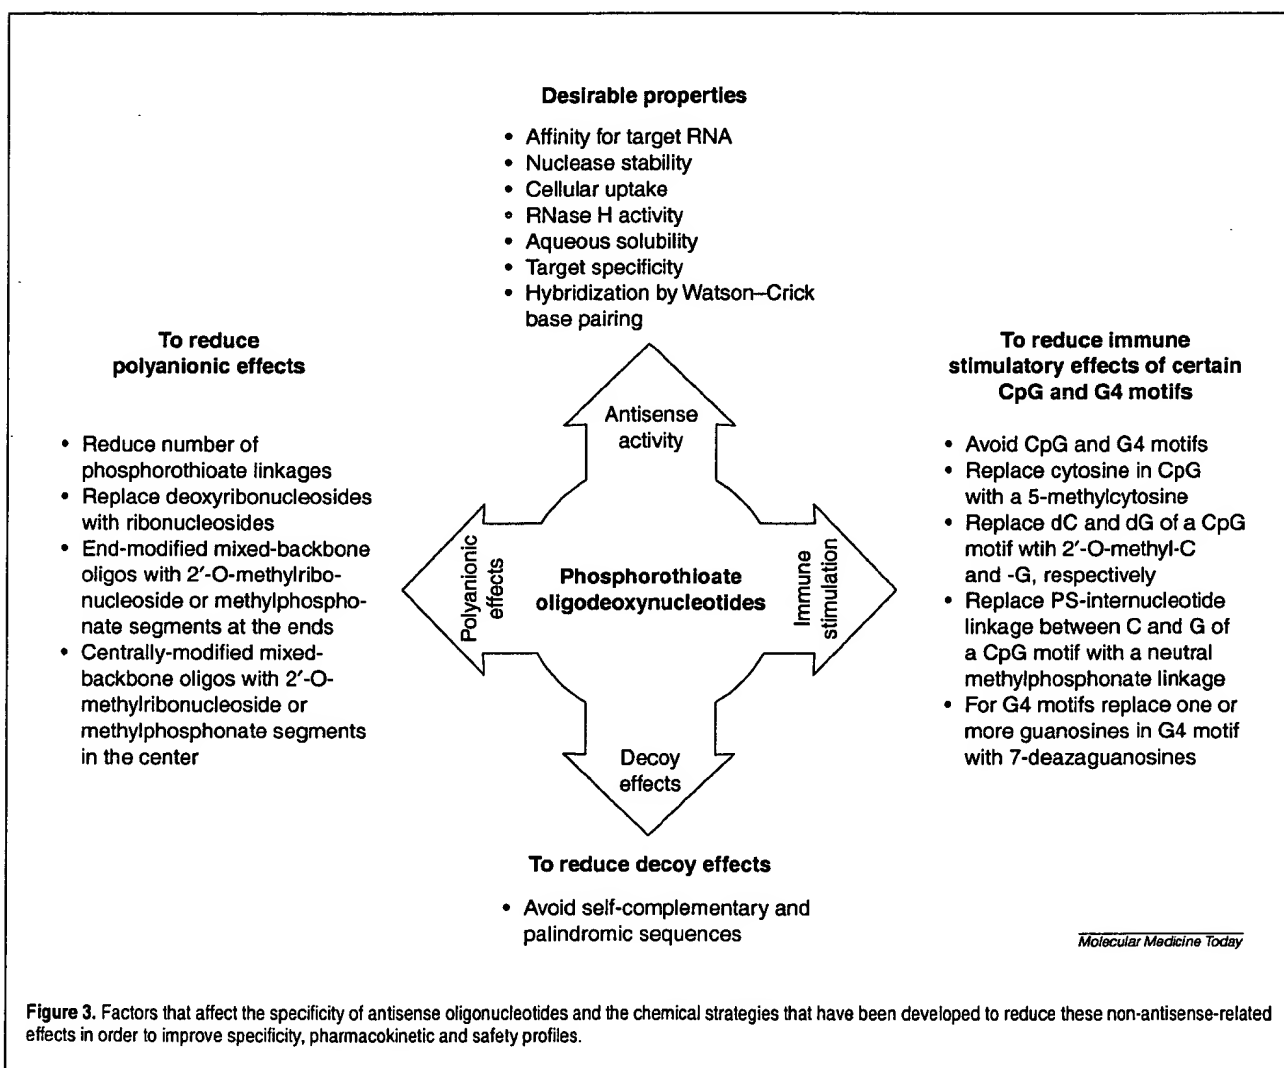 Desirable properties
• Affinity for target RNA
• Nuclease stability
• Cellular uptake
• RNase H activity
• Aqueous solubility
• Target specificity
• Hybridization by Watson–Crick
base pairing
To reduce
polyanionic effects
• Reduce number of
phosphorothioate linkages
• Replace deoxyribonucleosides
with ribonucleosides
• End-modified mixed-backbone
oligos with 2′-O-methylribo-
nucleoside or methylphospho-
nate segments at the ends
• Centrally-modified mixed-
backbone oligos with 2′-O-
methylribonucleoside or
methylphosphonate segments
in the center
Antisense
activity
Polyanionic
effects
Phosphorothioate
oligodeoxynucleotides
Immune
stimulation
Decoy
effects
To reduce immune
stimulatory effects of certain
CpG and G4 motifs
• Avoid CpG and G4 motifs
• Replace cytosine in CpG
with a 5-methylcytosine
• Replace dC and dG of a CpG
motif wtih 2′-O-methyl-C
and -G, respectively
• Replace PS-internucleotide
linkage between C and G of
a CpG motif with a neutral
methylphosphonate linkage
• For G4 motifs replace one or
more guanosines in G4 motif
with 7-deazaguanosines
To reduce decoy effects
• Avoid self-complementary and
palindromic sequences
Molecular Medicine Today
Figure 3. Factors that affect the specificity of antisense oligonucleotides and the chemical strategies that have been developed to reduce these non-antisense-related
effects in order to improve specificity, pharmacokinetic and safety profiles.